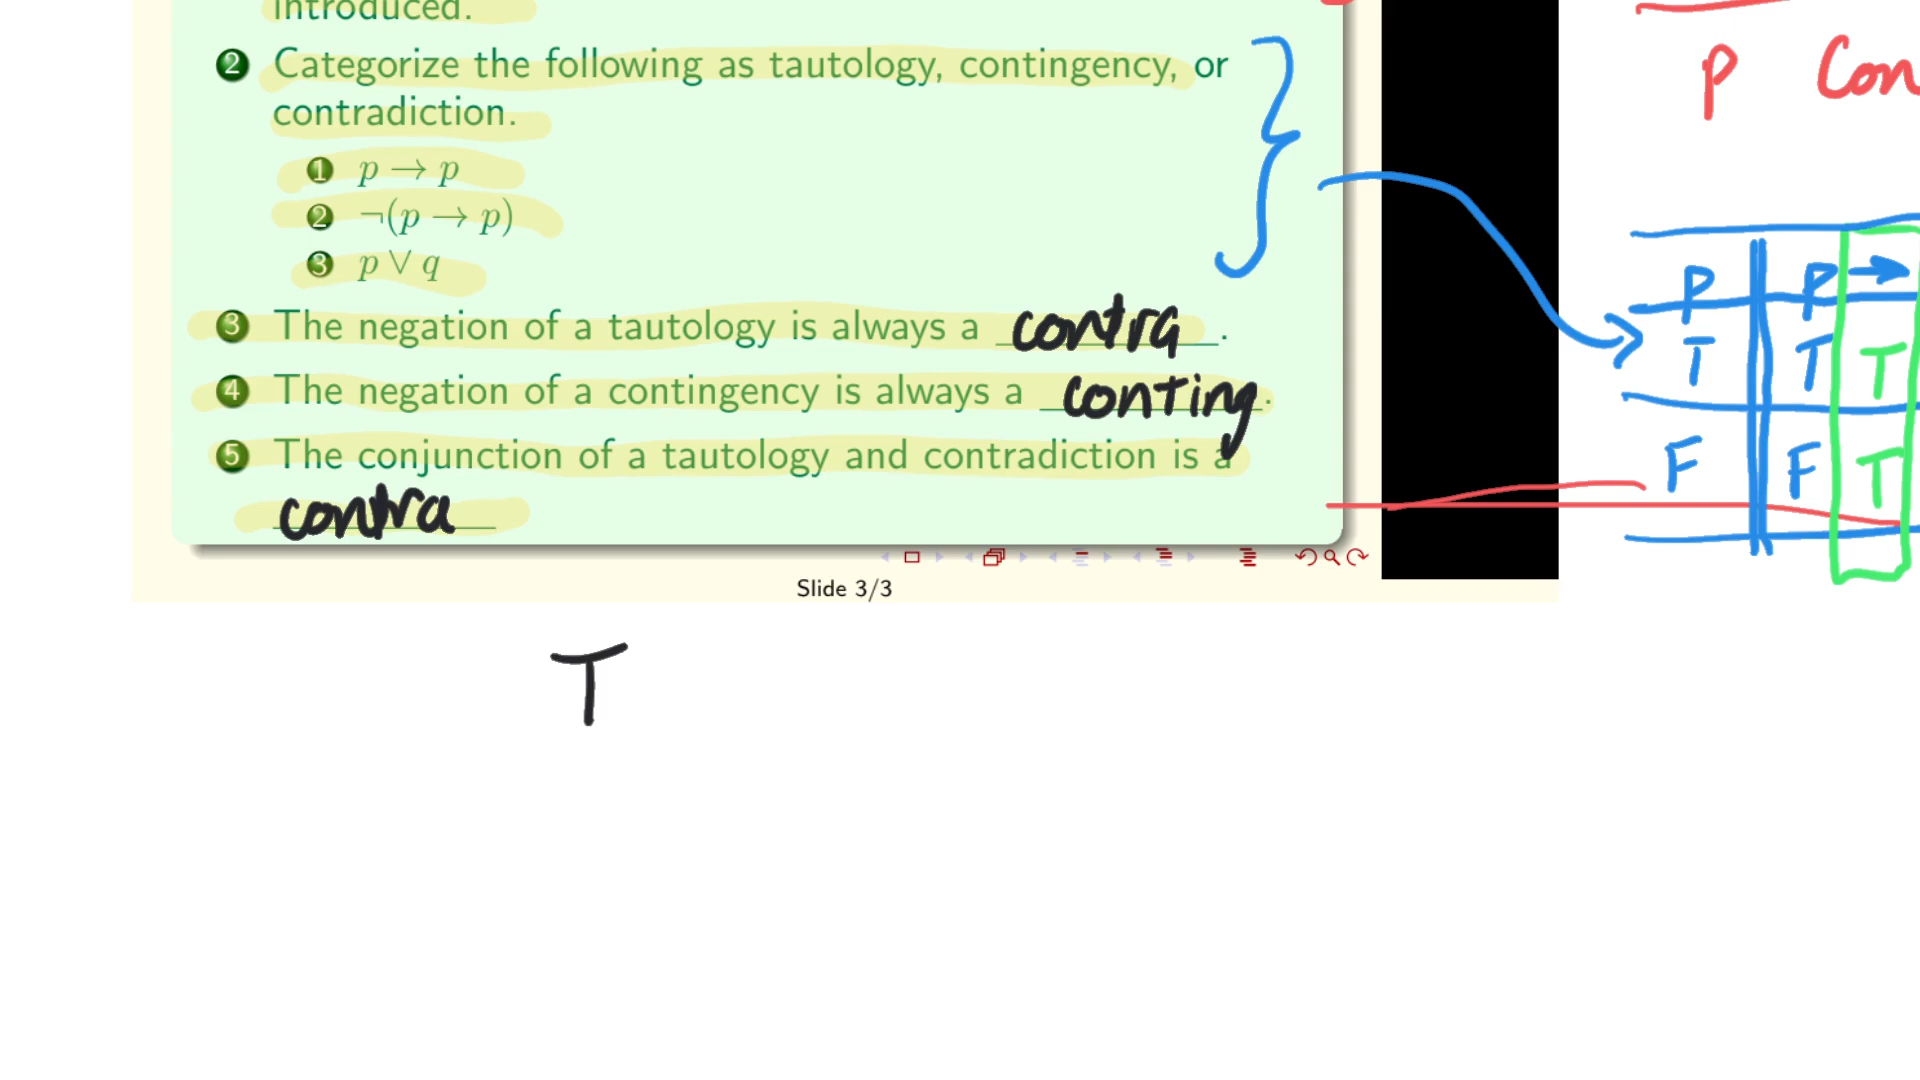 introduced.
2 Categorize the following as tautology, contingency, or
contradiction.
1 p → p
2 ¬(p → p)
3 p ∨ q
3 The negation of a tautology is always a contra.
4 The negation of a contingency is always a conting.
5 The conjunction of a tautology and contradiction is a
contra
Slide 3/3
T
P Con
P P →
T T T
F F T